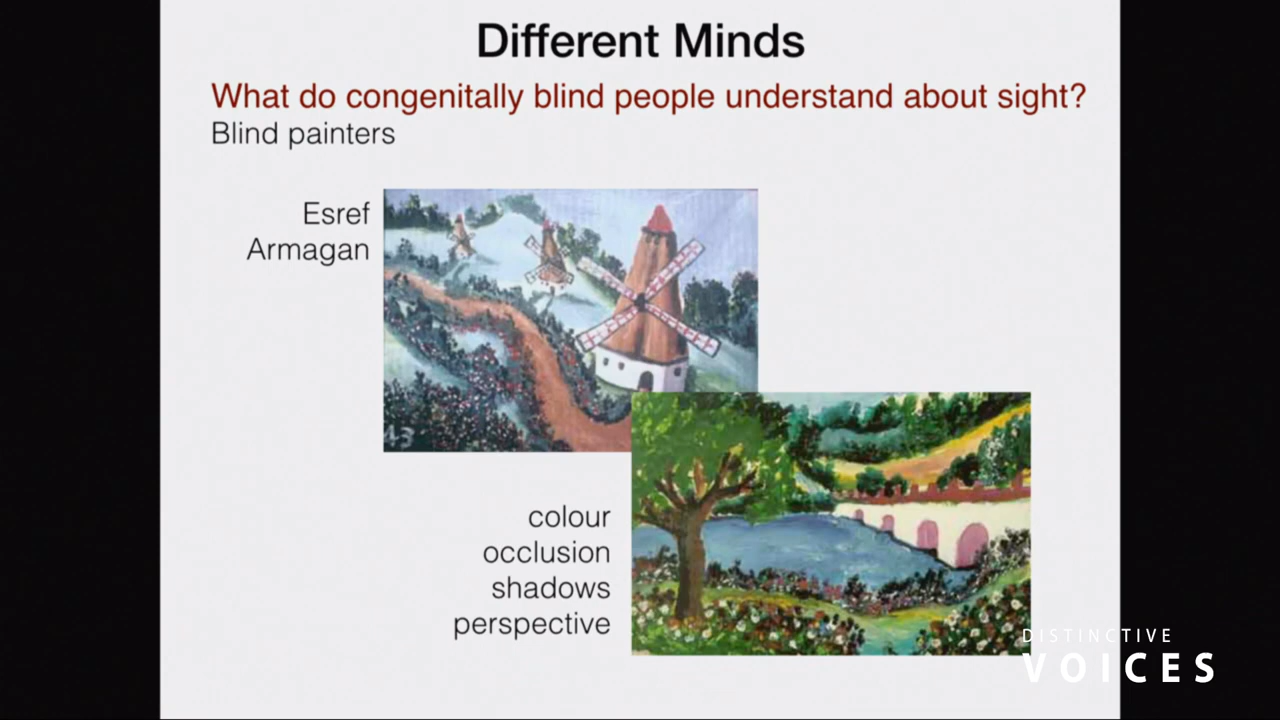 Different Minds
What do congenitally blind people understand about sight?
Blind painters
Esref
Armagan
colour
occlusion
shadows
perspective
DISTINCTIVE
VOICES